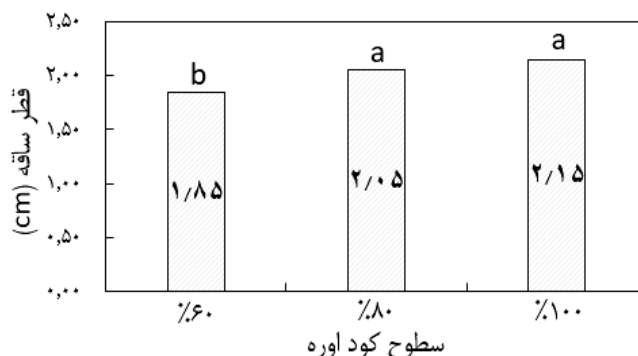 ۲٫۵۰
۲٫۰۰
۱٫۵۰
۱٫۰۰
۰٫۵۰
۰٫۰۰
قطر ساقه (cm)
b
a
a
۱/۸۵
۲/۰۵
۲/۱۵
%۶۰
%۸۰
%۱۰۰
سطوح کود اوره